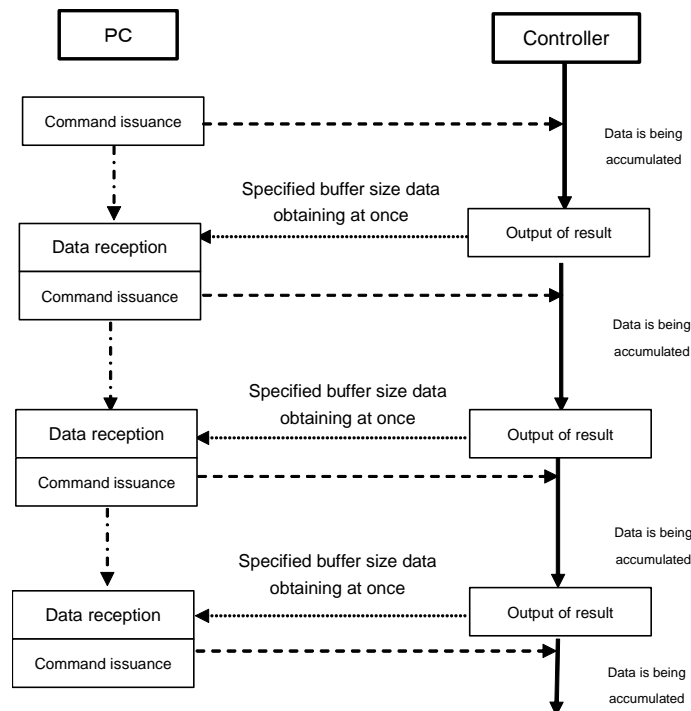 PC
Controller
Command issuance
Data is being
accumulated
Specified buffer size data
obtaining at once
Output of result
Data reception
Command issuance
Data is being
accumulated
Specified buffer size data
obtaining at once
Data reception
Output of result
Command issuance
Data is being
accumulated
Specified buffer size data
obtaining at once
Data reception
Output of result
Command issuance
Data is being
accumulated